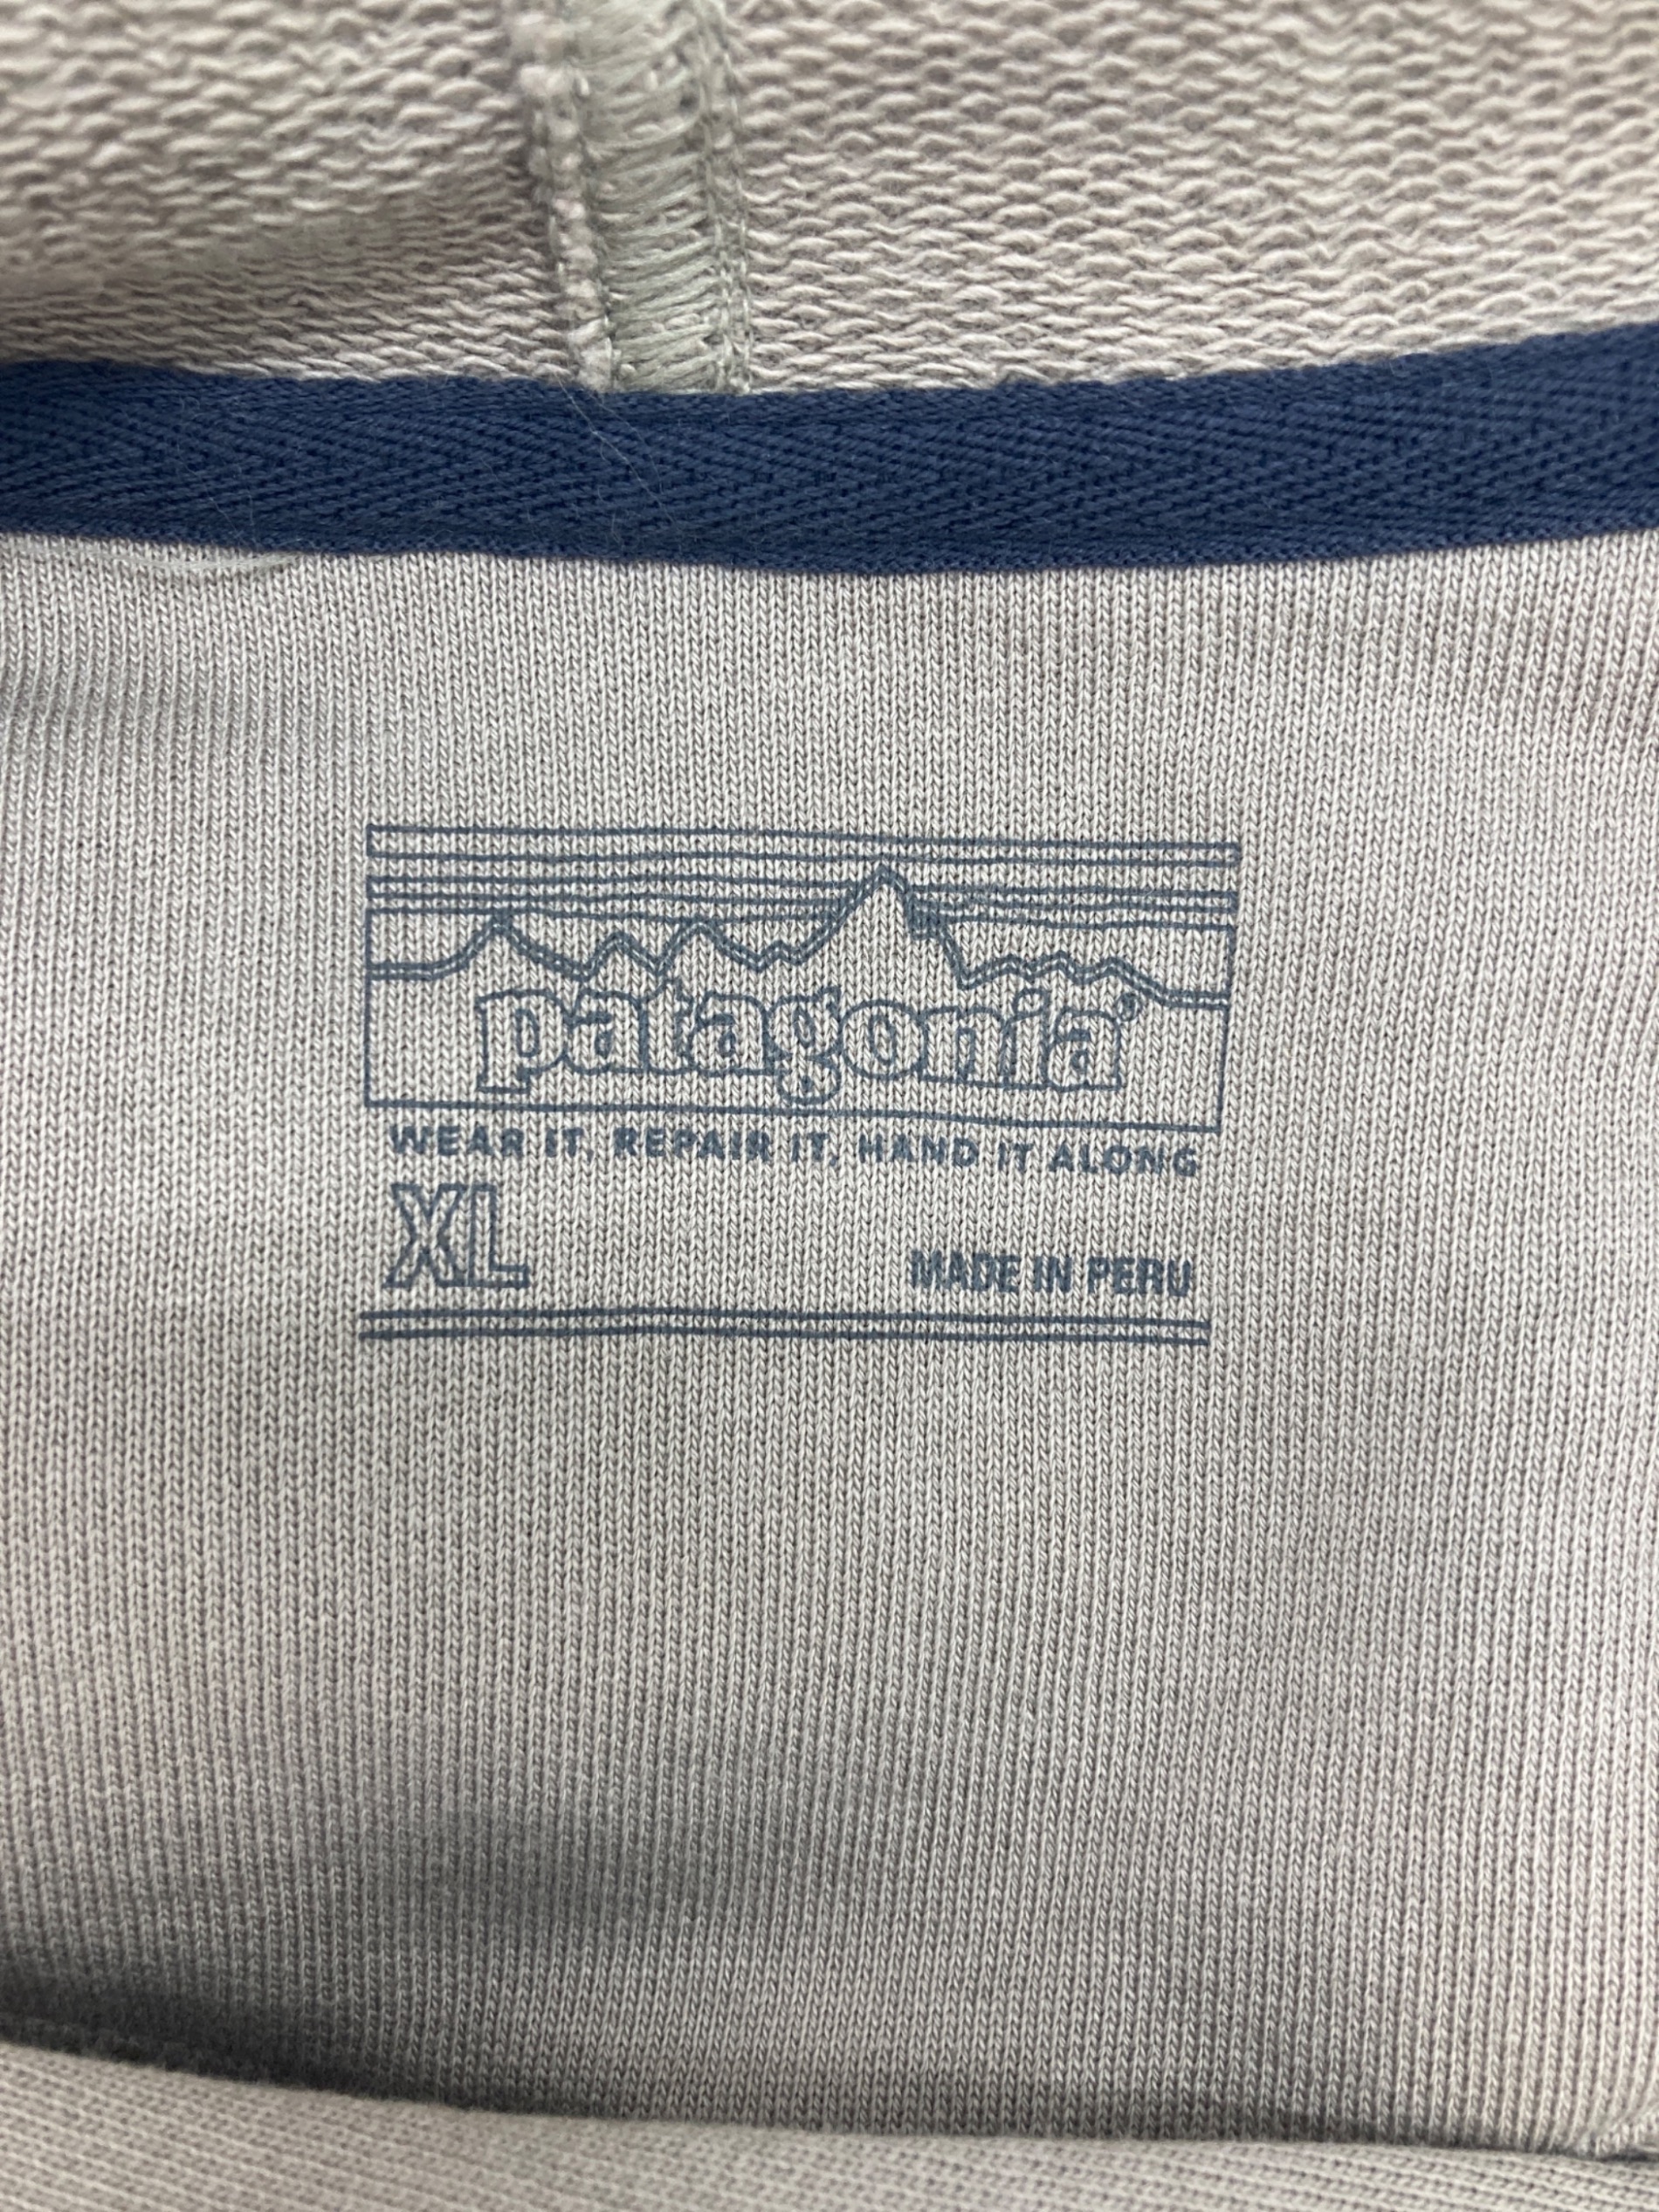 patagonia®
WEAR IT, REPAIR IT, HAND IT ALONG
XL
MADE IN PERU